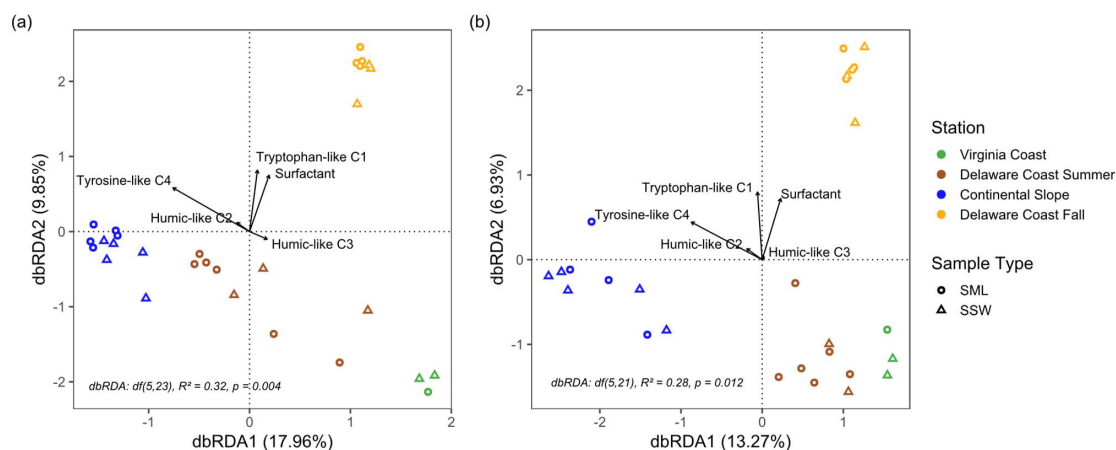 (a)
dbRDA2 (9.85%)
2
1
0
-1
-2
Tryptophan-like C1
Surfactant
Tyrosine-like C4
Humic-like C2
Humic-like C3
dbRDA: df(5,23), R² = 0.32, p = 0.004
-1
0
1
2
dbRDA1 (17.96%)
(b)
dbRDA2 (6.93%)
2
1
0
-1
Tryptophan-like C1
Surfactant
Tyrosine-like C4
Humic-like C2
Humic-like C3
dbRDA: df(5,21), R² = 0.28, p = 0.012
-2
-1
0
1
dbRDA1 (13.27%)
Station
Virginia Coast
Delaware Coast Summer
Continental Slope
Delaware Coast Fall
Sample Type
SML
SSW